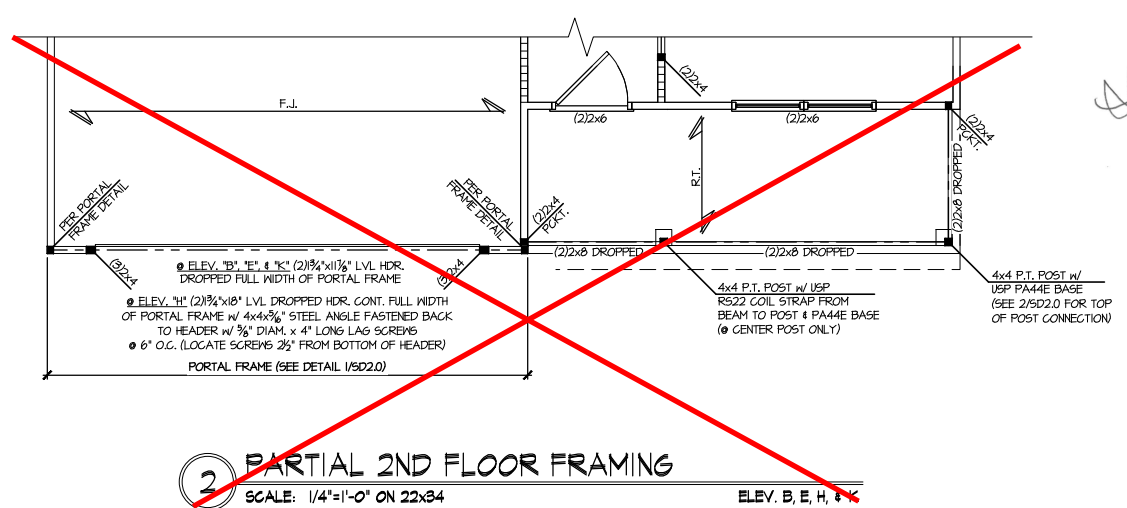 (2)2x4
F.J.
(2)2x6
(2)2x6
(2)2x4
PCKT.
R.T.
(2)2x8 DROPPED
PER PORTAL
FRAME DETAIL
PER PORTAL
FRAME DETAIL
(2)2x4
PCKT.
(2)2x8 DROPPED
(2)2x8 DROPPED
(3)2x4
(5)2x4
@ ELEV. "B", "E", & "K" (2)1¾"x11⅞" LVL HDR.
DROPPED FULL WIDTH OF PORTAL FRAME
@ ELEV. "H" (2)1¾"x18" LVL DROPPED HDR. CONT. FULL WIDTH
OF PORTAL FRAME W/ 4x4x5/16" STEEL ANGLE FASTENED BACK
TO HEADER W/ ⅝" DIAM. x 4" LONG LAG SCREWS
@ 6" O.C. (LOCATE SCREWS 2½" FROM BOTTOM OF HEADER)
PORTAL FRAME (SEE DETAIL 1/SD2.0)
4x4 P.T. POST W/ USP
RS22 COIL STRAP FROM
BEAM TO POST & PA44E BASE
(@ CENTER POST ONLY)
4x4 P.T. POST W/
USP PA44E BASE
(SEE 2/SD2.0 FOR TOP
OF POST CONNECTION)
2
PARTIAL 2ND FLOOR FRAMING
SCALE: 1/4"=1'-0" ON 22x34
ELEV. B, E, H, & K